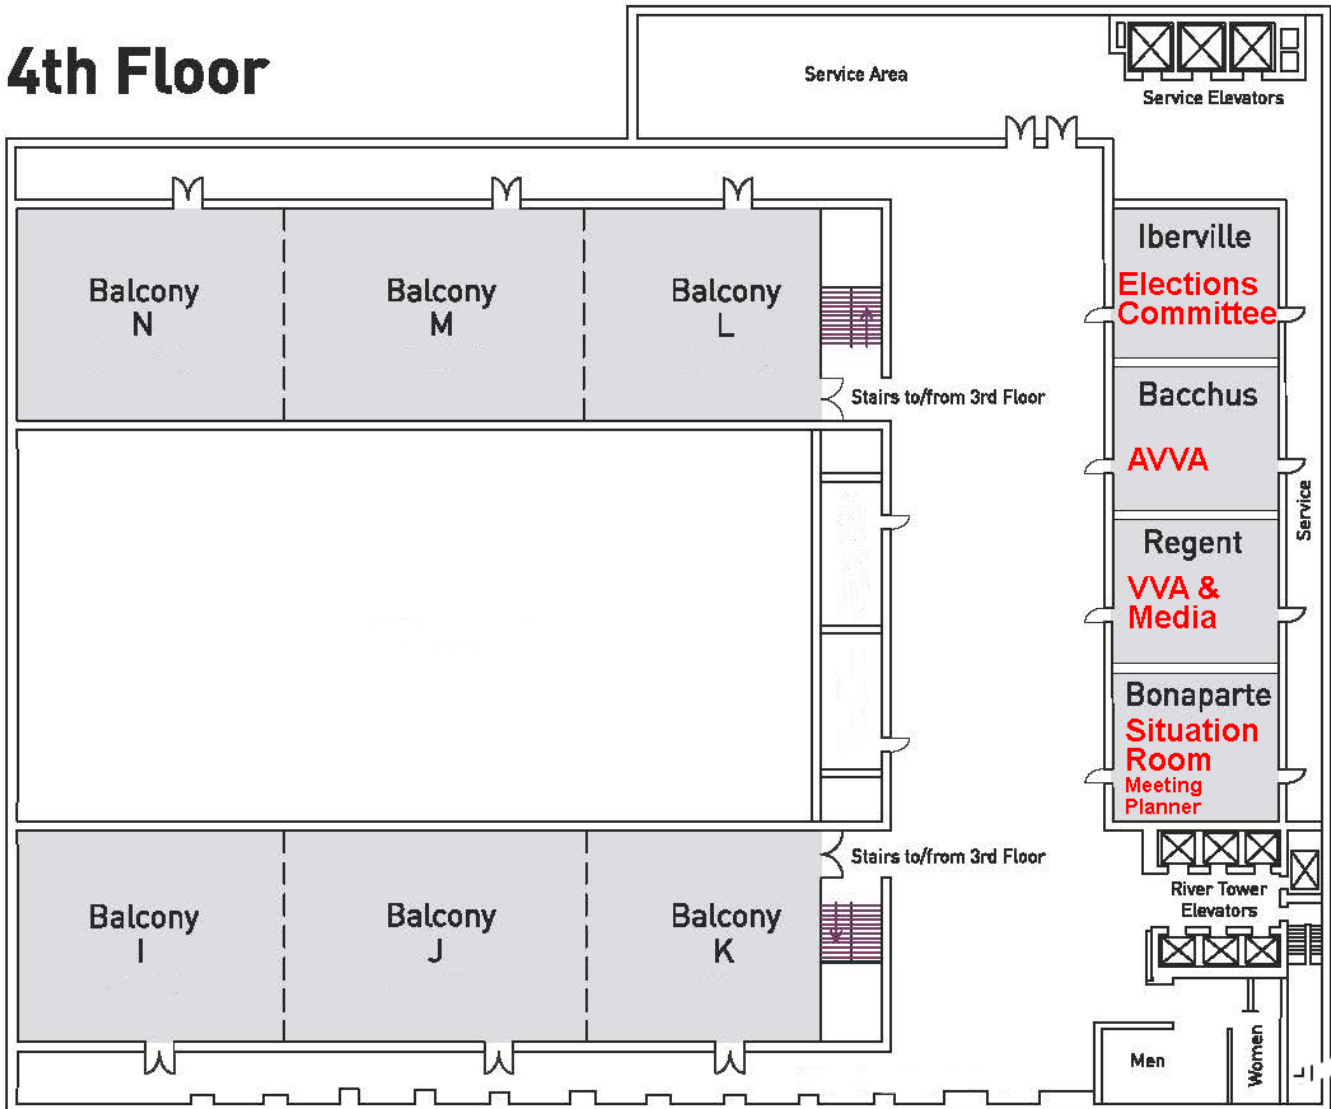 4th Floor
Service Area
Service Elevators
Balcony
N
Balcony
M
Balcony
L
Stairs to/from 3rd Floor
Iberville
Elections
Committee
Bacchus
AVVA
Regent
VVA &
Media
Bonaparte
Situation
Room
Meeting
Planner
Service
Balcony
I
Balcony
J
Balcony
K
Stairs to/from 3rd Floor
River Tower
Elevators
Men
Women